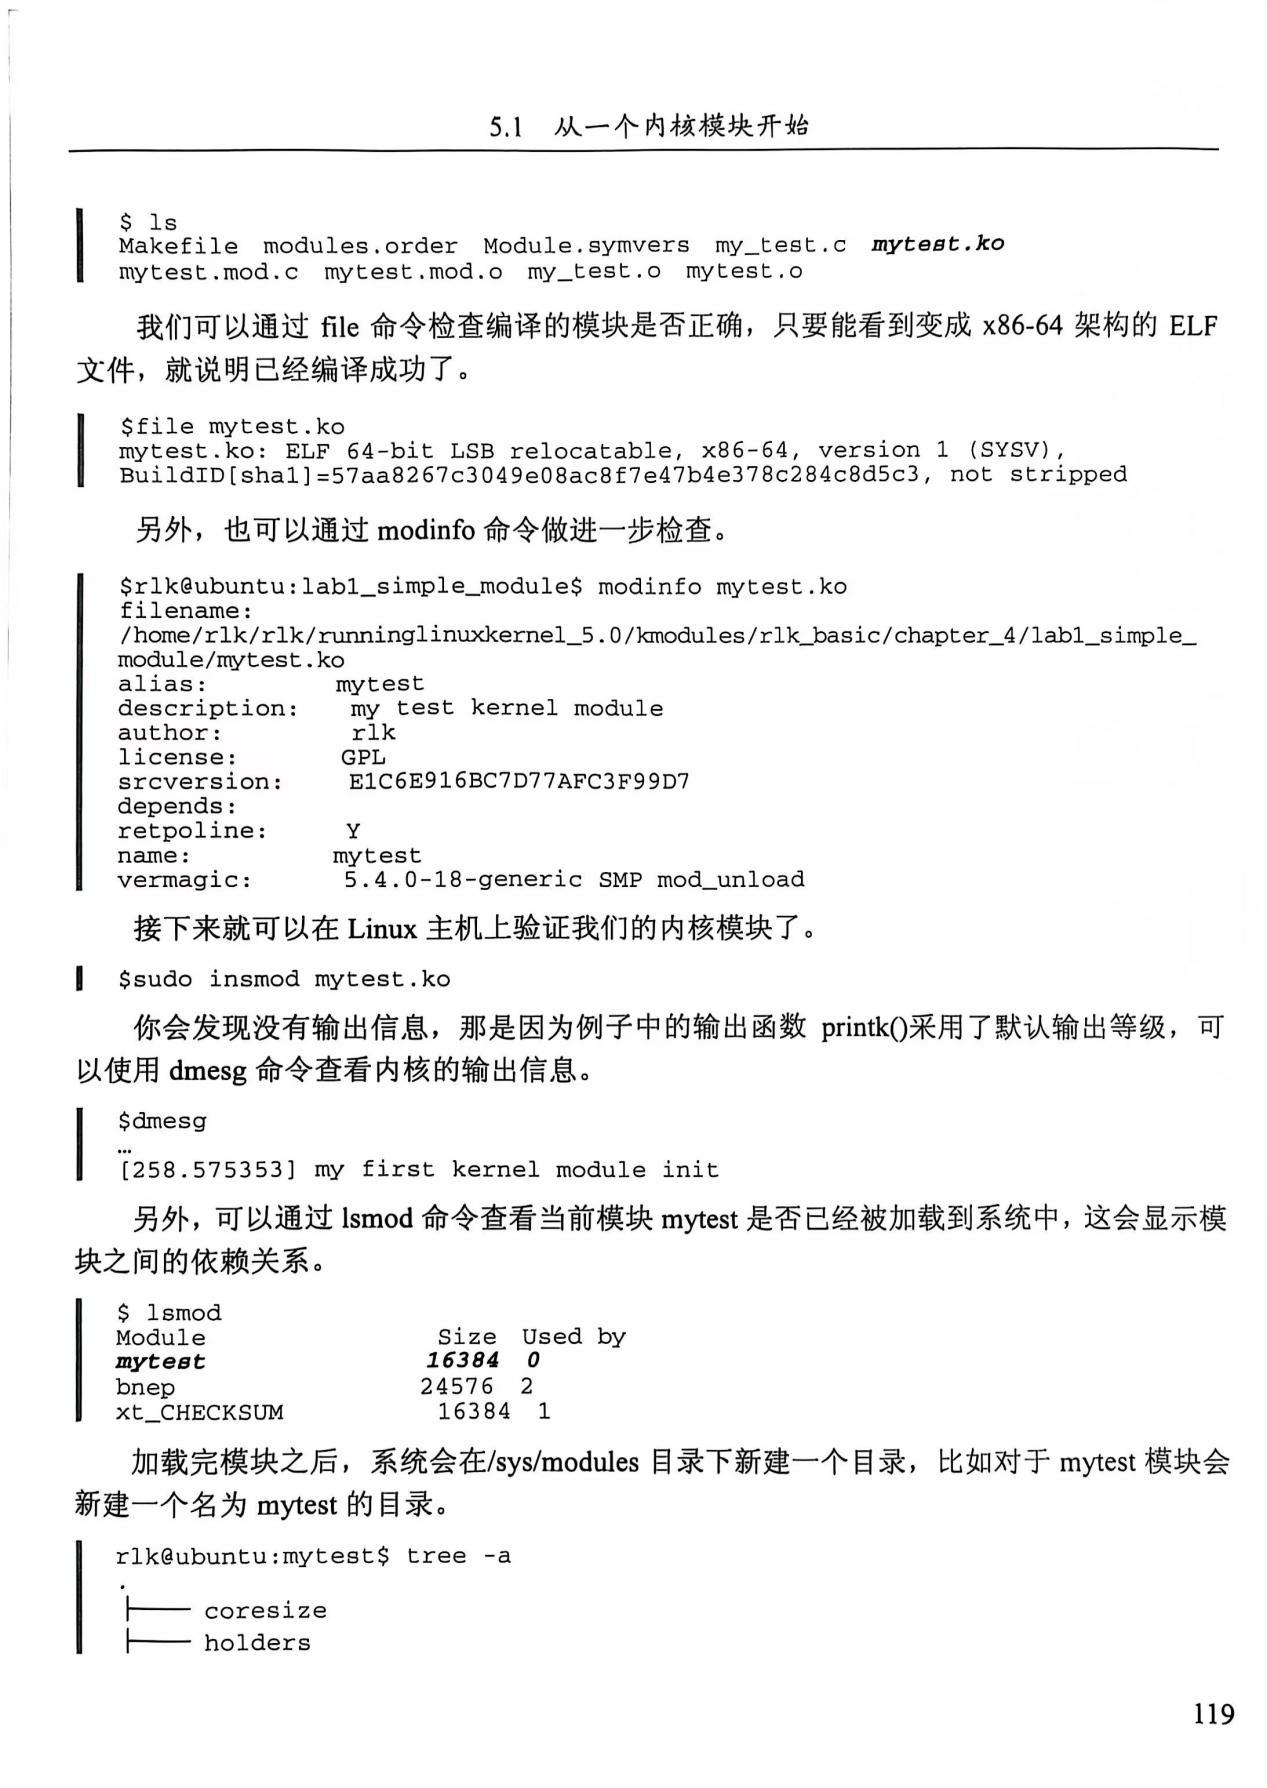 5.1 从一个内核模块开始
$ ls
Makefile modules.order Module.symvers my_test.c mytest.ko
mytest.mod.c mytest.mod.o my_test.o mytest.o
我们可以通过 file 命令检查编译的模块是否正确，只要能看到变成 x86-64 架构的 ELF
文件，就说明已经编译成功了。
$file mytest.ko
mytest.ko: ELF 64-bit LSB relocatable, x86-64, version 1 (SYSV),
BuildID[sha1]=57aa8267c3049e08ac8f7e47b4e378c284c8d5c3, not stripped
另外，也可以通过 modinfo 命令做进一步检查。
$rlk@ubuntu:lab1_simple_module$ modinfo mytest.ko
filename:
/home/rlk/rlk/runninglinuxkernel_5.0/kmodules/rlk_basic/chapter_4/lab1_simple_
module/mytest.ko
alias: mytest
description: my test kernel module
author: rlk
license: GPL
srcversion: E1C6E916BC7D77AFC3F99D7
depends:
retpoline: Y
name: mytest
vermagic: 5.4.0-18-generic SMP mod_unload
接下来就可以在 Linux 主机上验证我们的内核模块了。
$sudo insmod mytest.ko
你会发现没有输出信息，那是因为例子中的输出函数 printk()采用了默认输出等级，可
以使用 dmesg 命令查看内核的输出信息。
$dmesg
…
[258.575353] my first kernel module init
另外，可以通过 lsmod 命令查看当前模块 mytest 是否已经被加载到系统中，这会显示模
块之间的依赖关系。
$ lsmod
Module Size Used by
mytest 16384 0
bnep 24576 2
xt_CHECKSUM 16384 1
加载完模块之后，系统会在/sys/modules 目录下新建一个目录，比如对于 mytest 模块会
新建一个名为 mytest 的目录。
rlk@ubuntu:mytest$ tree -a
.
├── coresize
├── holders
119